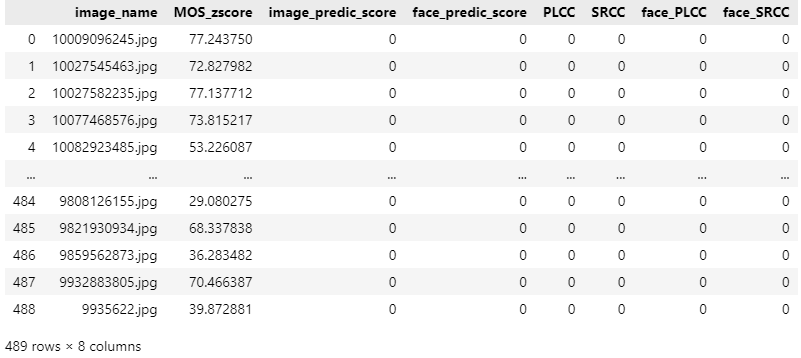 image_name MOS_zscore image_predic_score face_predic_score PLCC SRCC face_PLCC face_SRCC
0 10009096245.jpg 77.243750 0 0 0 0 0 0
1 10027545463.jpg 72.827982 0 0 0 0 0 0
2 10027582235.jpg 77.137712 0 0 0 0 0 0
3 10077468576.jpg 73.815217 0 0 0 0 0 0
4 10082923485.jpg 53.226087 0 0 0 0 0 0
... ... ... ... ... ... ... ... ...
484 9808126155.jpg 29.080275 0 0 0 0 0 0
485 9821930934.jpg 68.337838 0 0 0 0 0 0
486 9859562873.jpg 36.283482 0 0 0 0 0 0
487 9932883805.jpg 70.466387 0 0 0 0 0 0
488 9935622.jpg 39.872881 0 0 0 0 0 0
489 rows × 8 columns